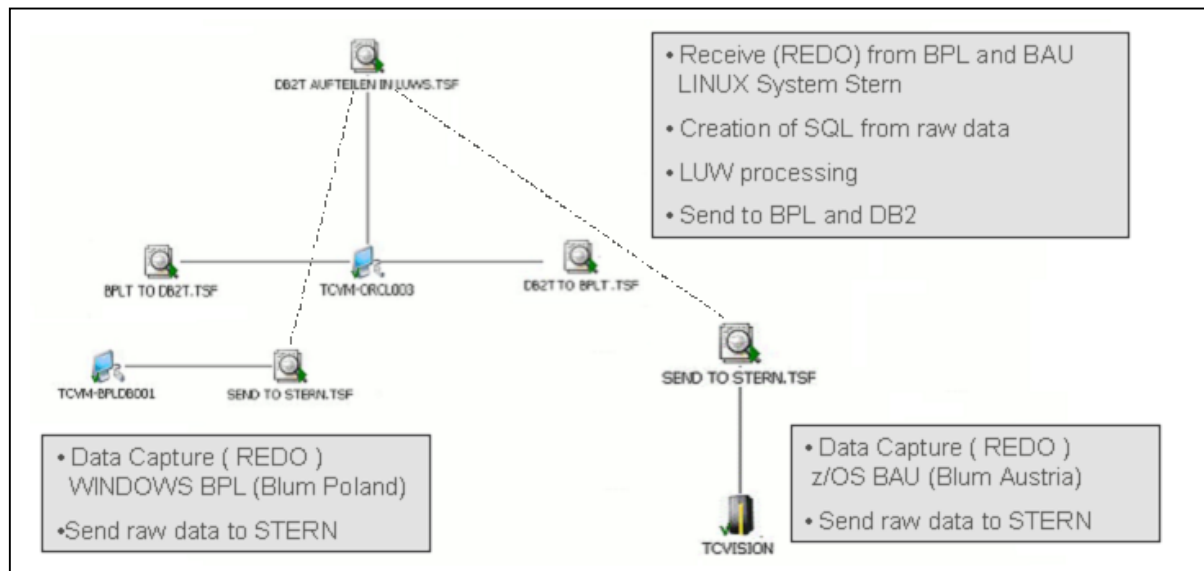 DB2T AUFTEILEN IN LUWS.TSF
• Receive (REDO) from BPL and BAU
LINUX System Stern
• Creation of SQL from raw data
• LUW processing
• Send to BPL and DB2
BPLT TO DB2T.TSF
TCVM-ORCL003
DB2T TO BPLT .TSF
TCVM-BPLDB001
SEND TO STERN.TSF
SEND TO STERN.TSF
• Data Capture ( REDO )
WINDOWS BPL (Blum Poland)
•Send raw data to STERN
TCVISION
• Data Capture ( REDO )
z/OS BAU (Blum Austria)
• Send raw data to STERN